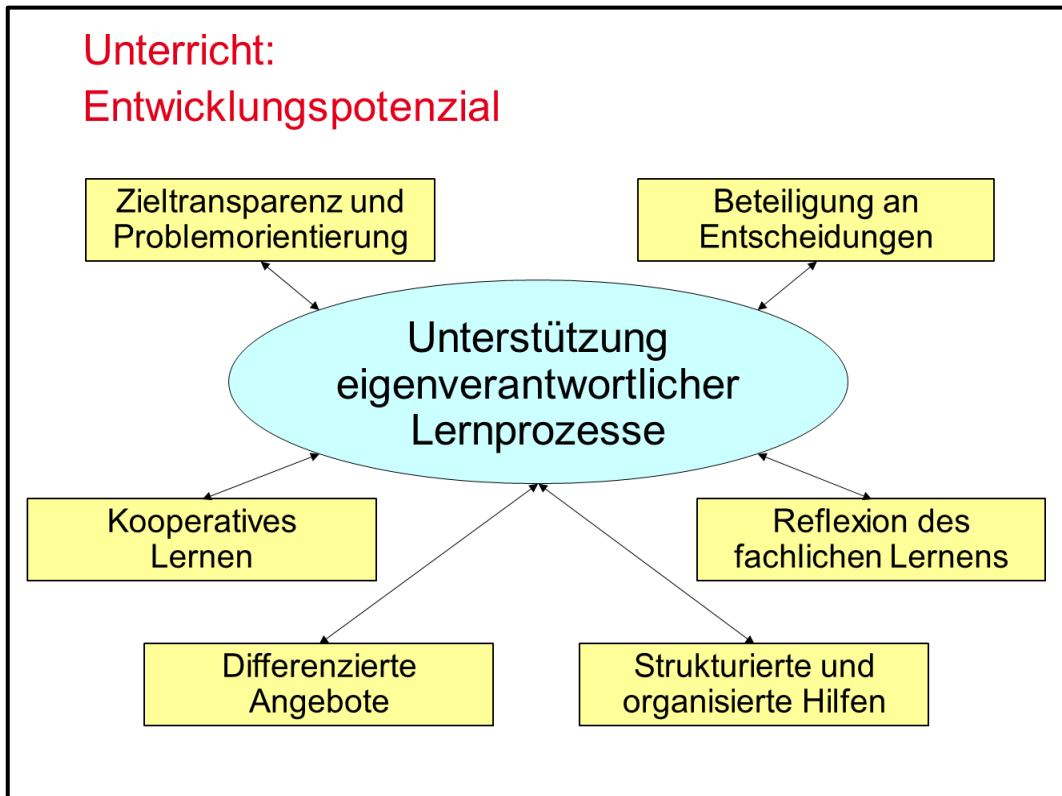 Unterricht:
Entwicklungspotenzial
Zieltransparenz und
Problemorientierung
Beteiligung an
Entscheidungen
Unterstützung
eigenverantwortlicher
Lernprozesse
Kooperatives
Lernen
Reflexion des
fachlichen Lernens
Differenzierte
Angebote
Strukturierte und
organisierte Hilfen